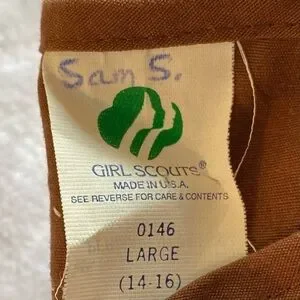 Sam S.
GIRL SCOUTS®
MADE IN U.S.A.
SEE REVERSE FOR CARE & CONTENTS
0146
LARGE
(14-16)